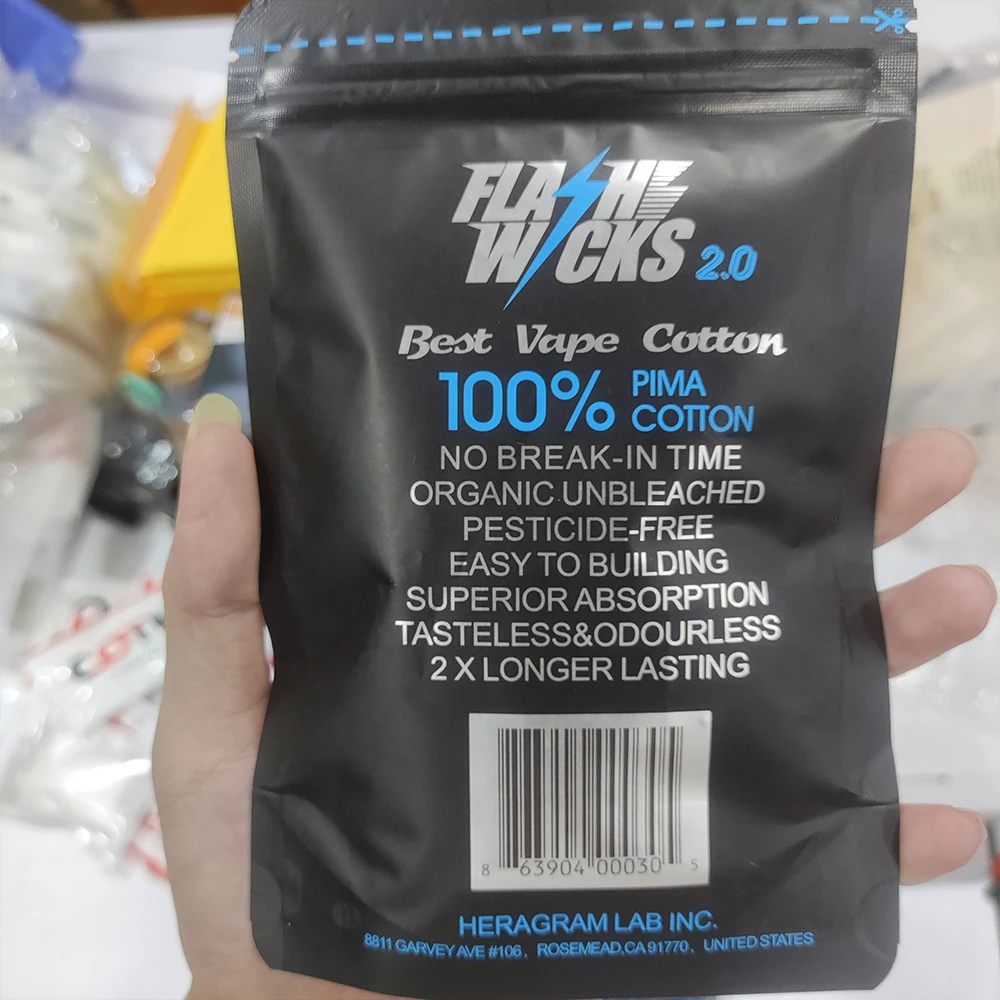 FLASH
WICKS 2.0
Best Vape Cotton
100% PIMA
COTTON
NO BREAK-IN TIME
ORGANIC UNBLEACHED
PESTICIDE-FREE
EASY TO BUILDING
SUPERIOR ABSORPTION
TASTELESS&ODOURLESS
2 X LONGER LASTING
8 63904 00030 5
HERAGRAM LAB INC.
8811 GARVEY AVE #106, ROSEMEAD,CA 91770, UNITED STATES